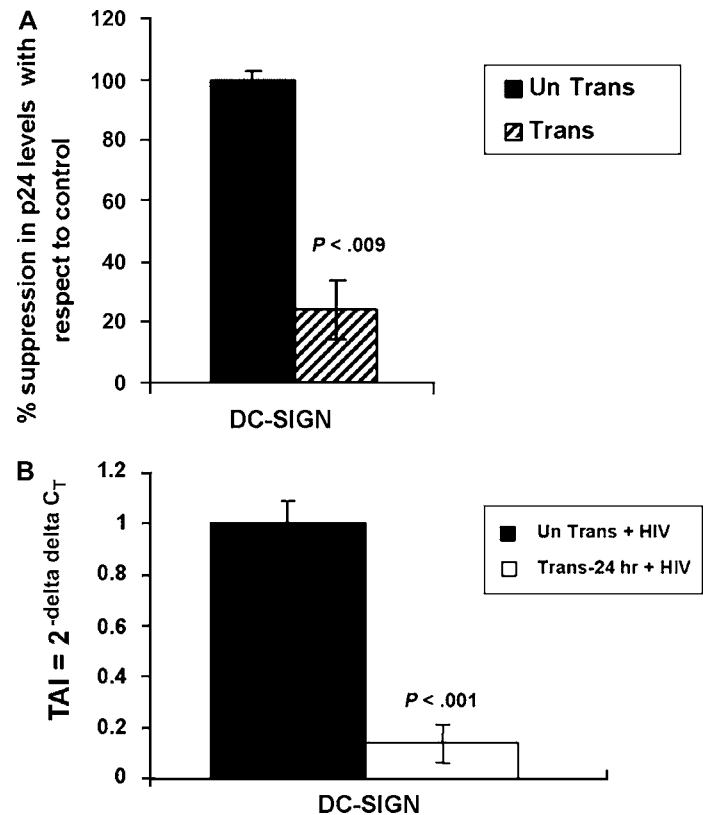 A
% suppression in p24 levels with
respect to control
120
100
80
60
40
20
0
P < .009
DC-SIGN
Un Trans
Trans
B
TAI = 2-delta delta CT
1.2
1
0.8
0.6
0.4
0.2
0
P < .001
DC-SIGN
Un Trans + HIV
Trans-24 hr + HIV